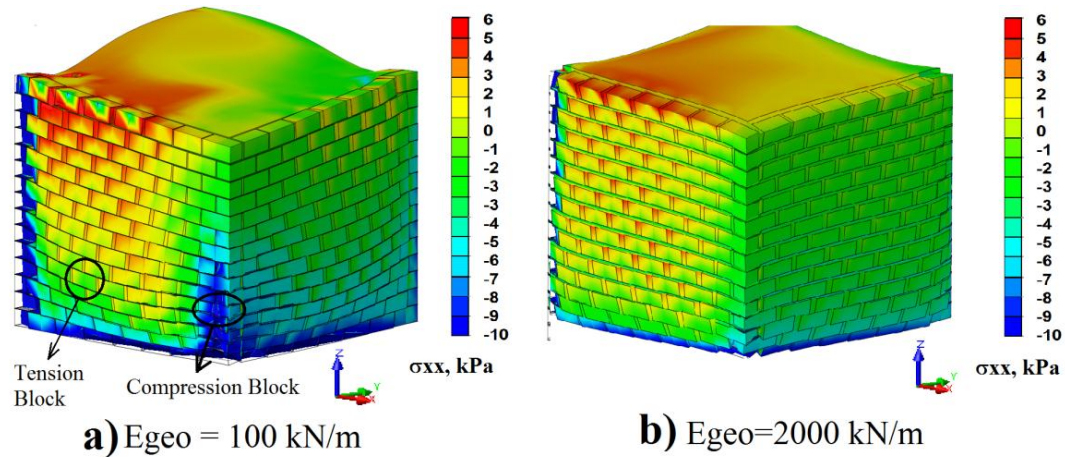 6
5
4
3
2
1
0
-1
-2
-3
-4
-5
-6
-7
-8
-9
-10
σxx, kPa
Z
Y
X
Tension
Block
Compression Block
a) Egeo = 100 kN/m
6
5
4
3
2
1
0
-1
-2
-3
-4
-5
-6
-7
-8
-9
-10
σxx, kPa
Z
Y
X
b) Egeo=2000 kN/m